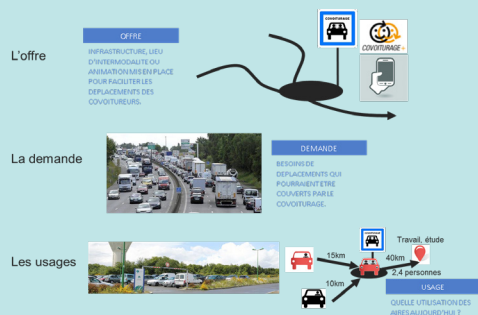 L'offre
OFFRE
INFRASTRUCTURE, LIEU
D'INTERMODALITE OU
ANIMATION MIS EN PLACE
POUR FACILITER LES
DEPLACEMENTS DES
COVOITUREURS.
COVOITURAGE
COVOITURAGE+
La demande
DEMANDE
BESOINS DE
DEPLACEMENTS QUI
POURRAIENT ETRE
COUVERTS PAR LE
COVOITURAGE.
Les usages
15km
10km
Travail, étude
40km
2,4 personnes
USAGE
QUELLE UTILISATION DES
AIRES AUJOURD'HUI ?